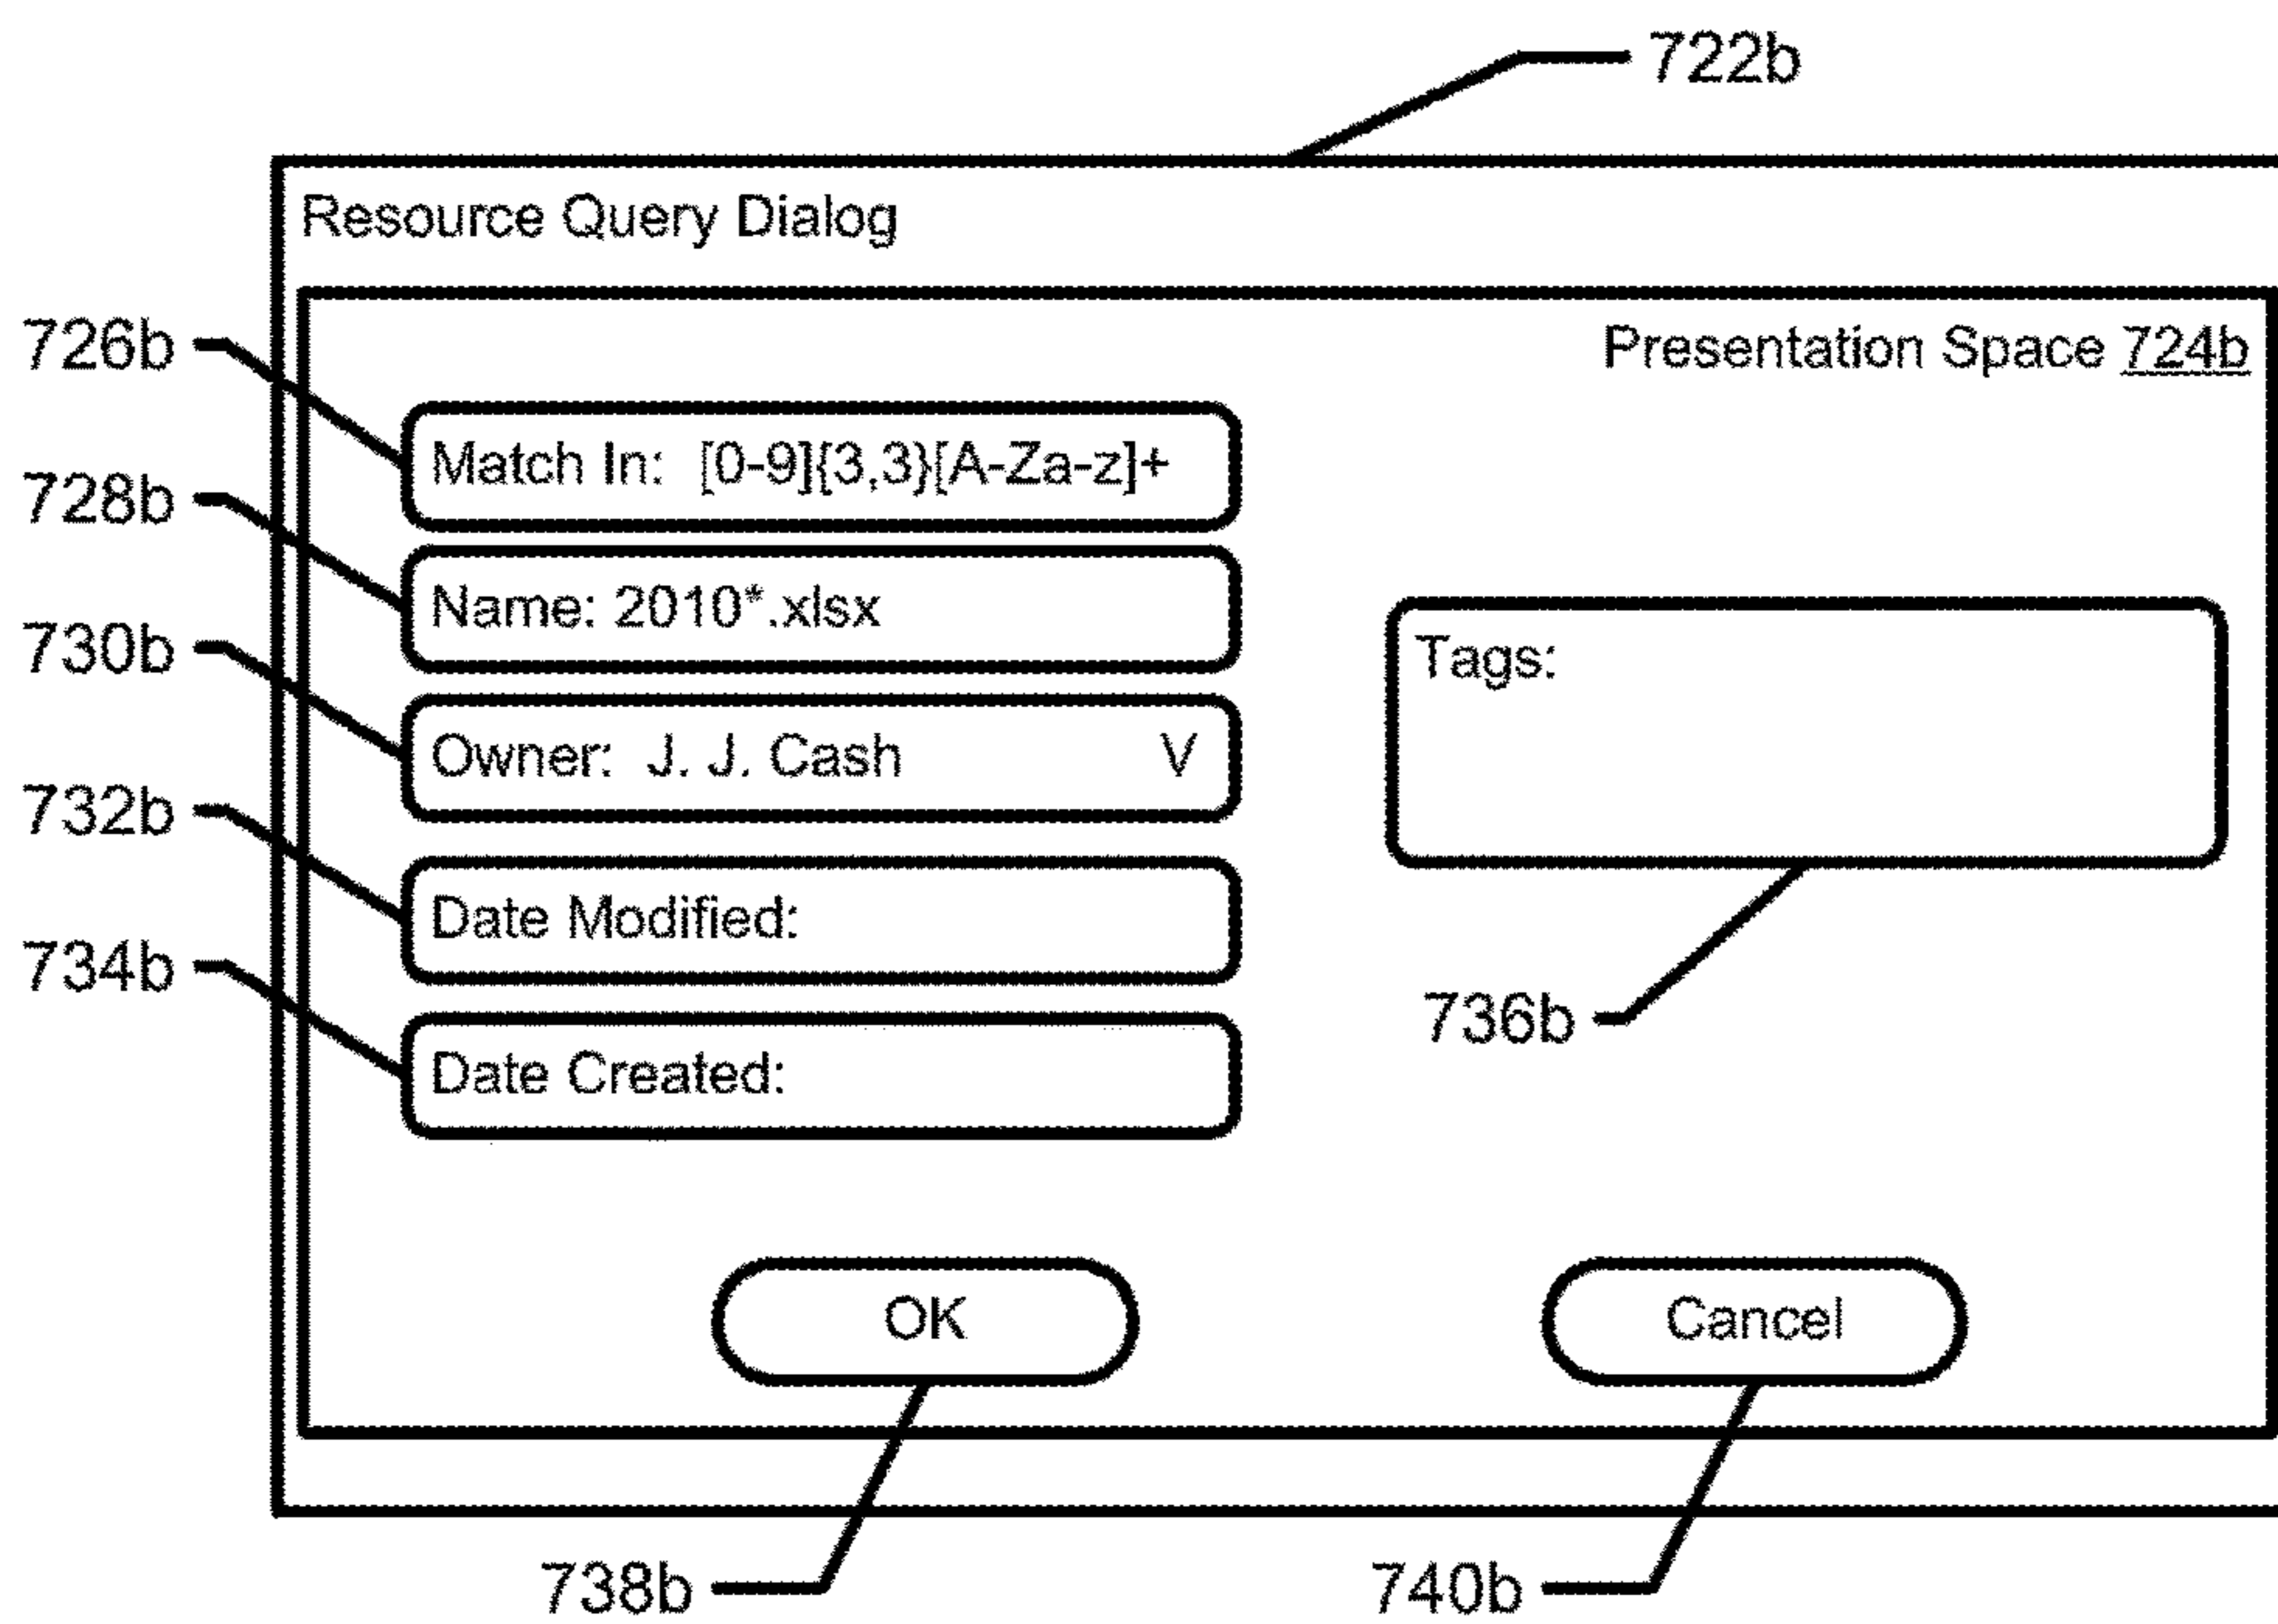 722b
Resource Query Dialog
Presentation Space 724b
726b
Match In: [0-9]{3,3}[A-Za-z]+
728b
Name: 2010*.xlsx
730b
Owner: J. J. Cash V
732b
Date Modified:
734b
Date Created:
Tags:
736b
OK
Cancel
738b
740b